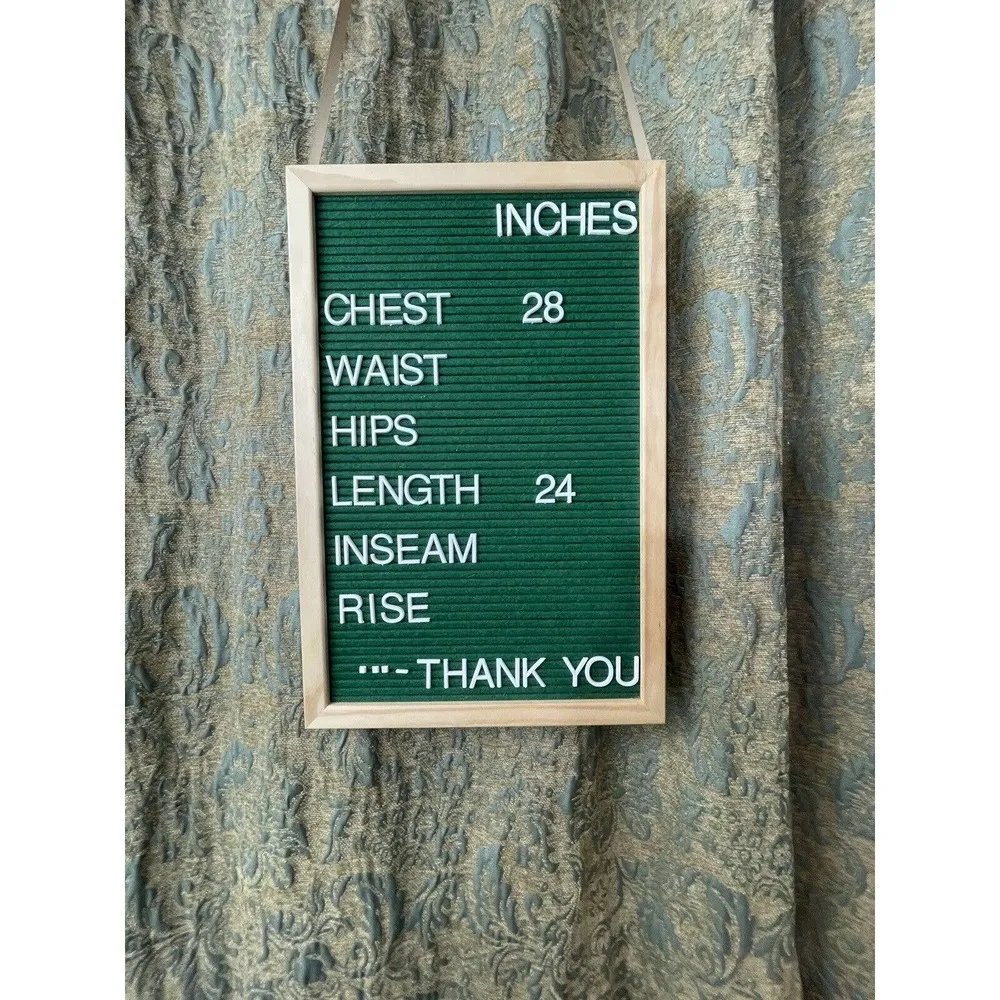 INCHES
CHEST 28
WAIST
HIPS
LENGTH 24
INSEAM
RISE
'"'- THANK YOU